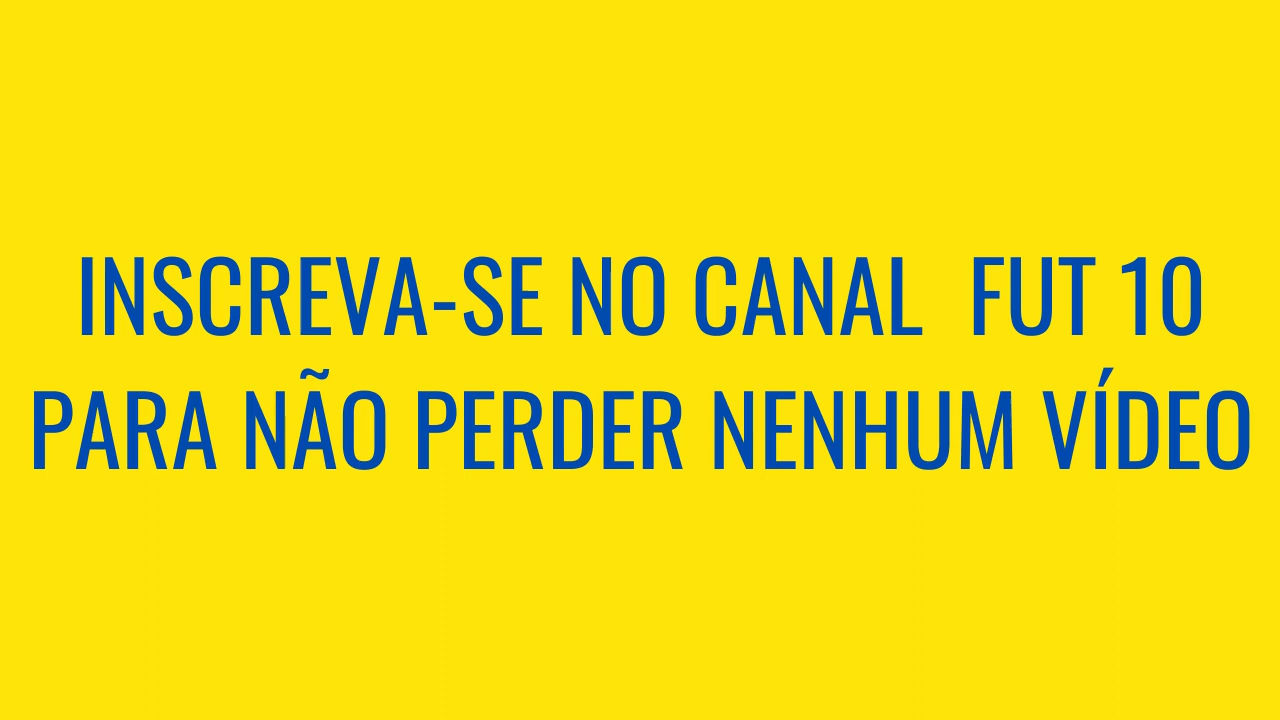 INSCREVA-SE NO CANAL  FUT 10
PARA NÃO PERDER NENHUM VÍDEO